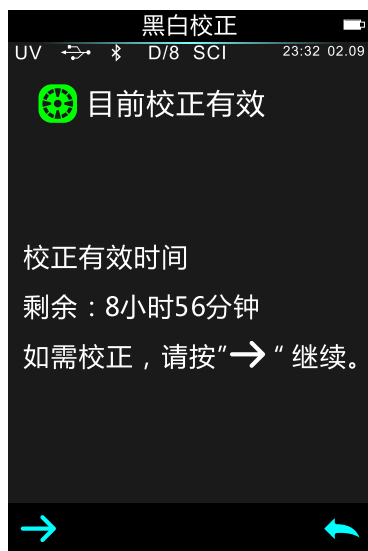 黑白校正
UV D/8 SCI 23:32 02.09
目前校正有效
校正有效时间
剩余：8小时56分钟
如需校正，请按"→“ 继续。